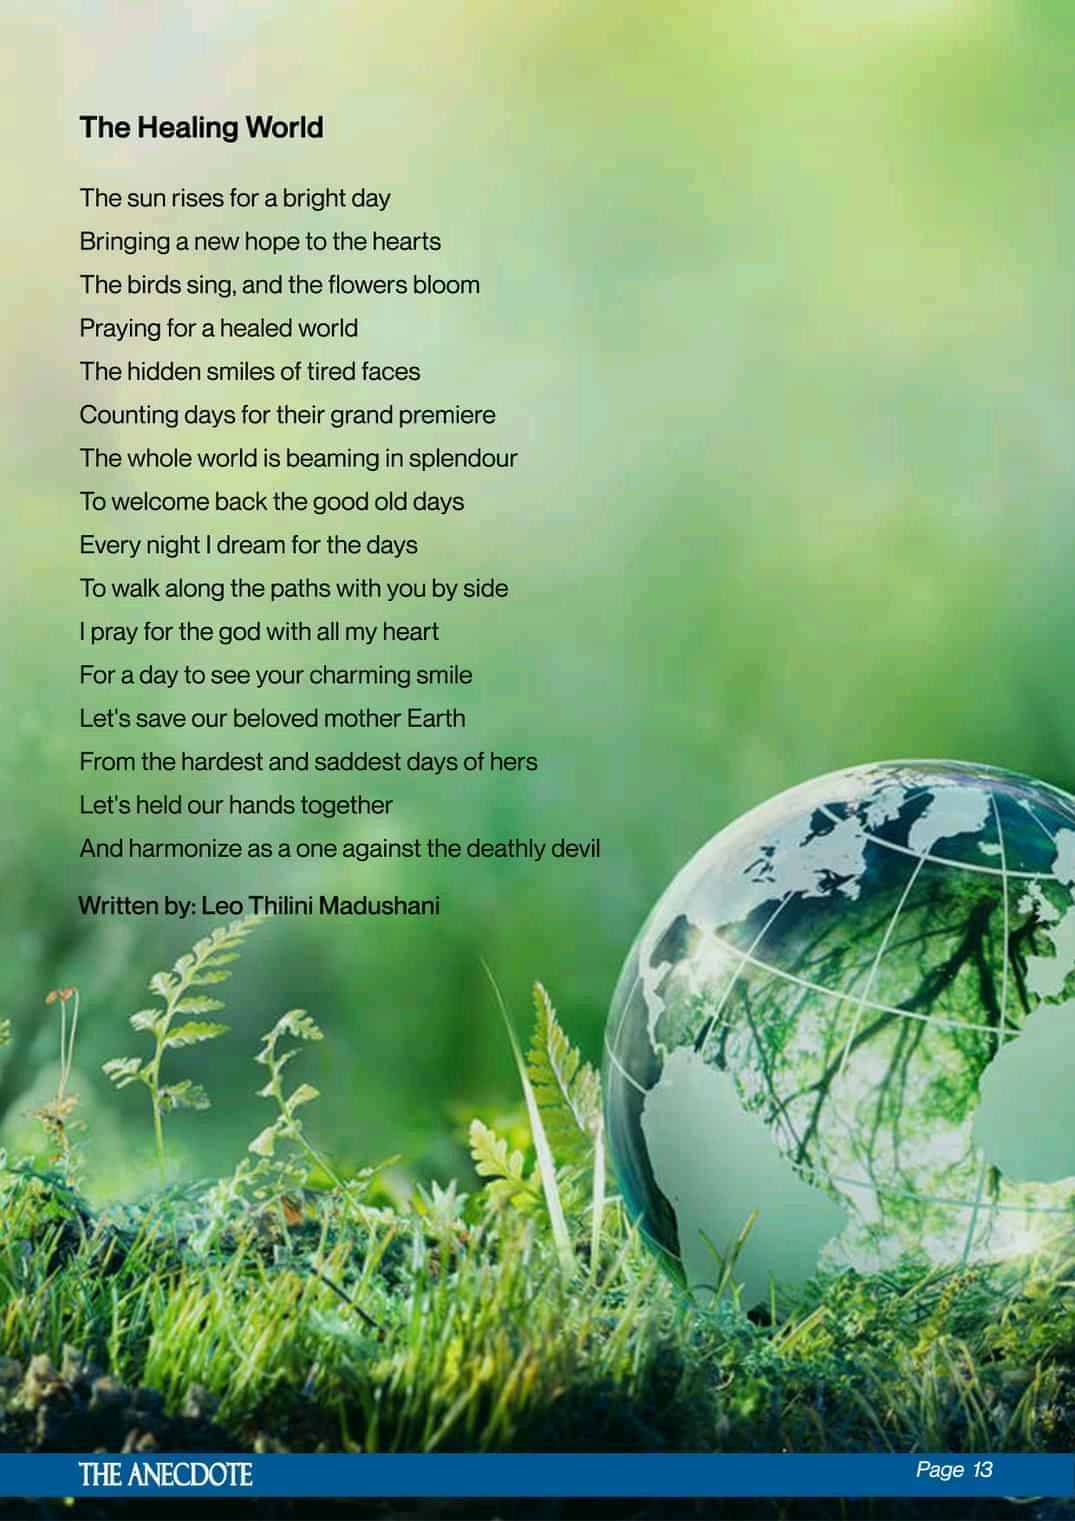 The Healing World
The sun rises for a bright day
Bringing a new hope to the hearts
The birds sing, and the flowers bloom
Praying for a healed world
The hidden smiles of tired faces
Counting days for their grand premiere
The whole world is beaming in splendour
To welcome back the good old days
Every night I dream for the days
To walk along the paths with you by side
I pray for the god with all my heart
For a day to see your charming smile
Let's save our beloved mother Earth
From the hardest and saddest days of hers
Let's held our hands together
And harmonize as a one against the deathly devil
Written by: Leo Thilini Madushani
THE ANECDOTE
Page 13